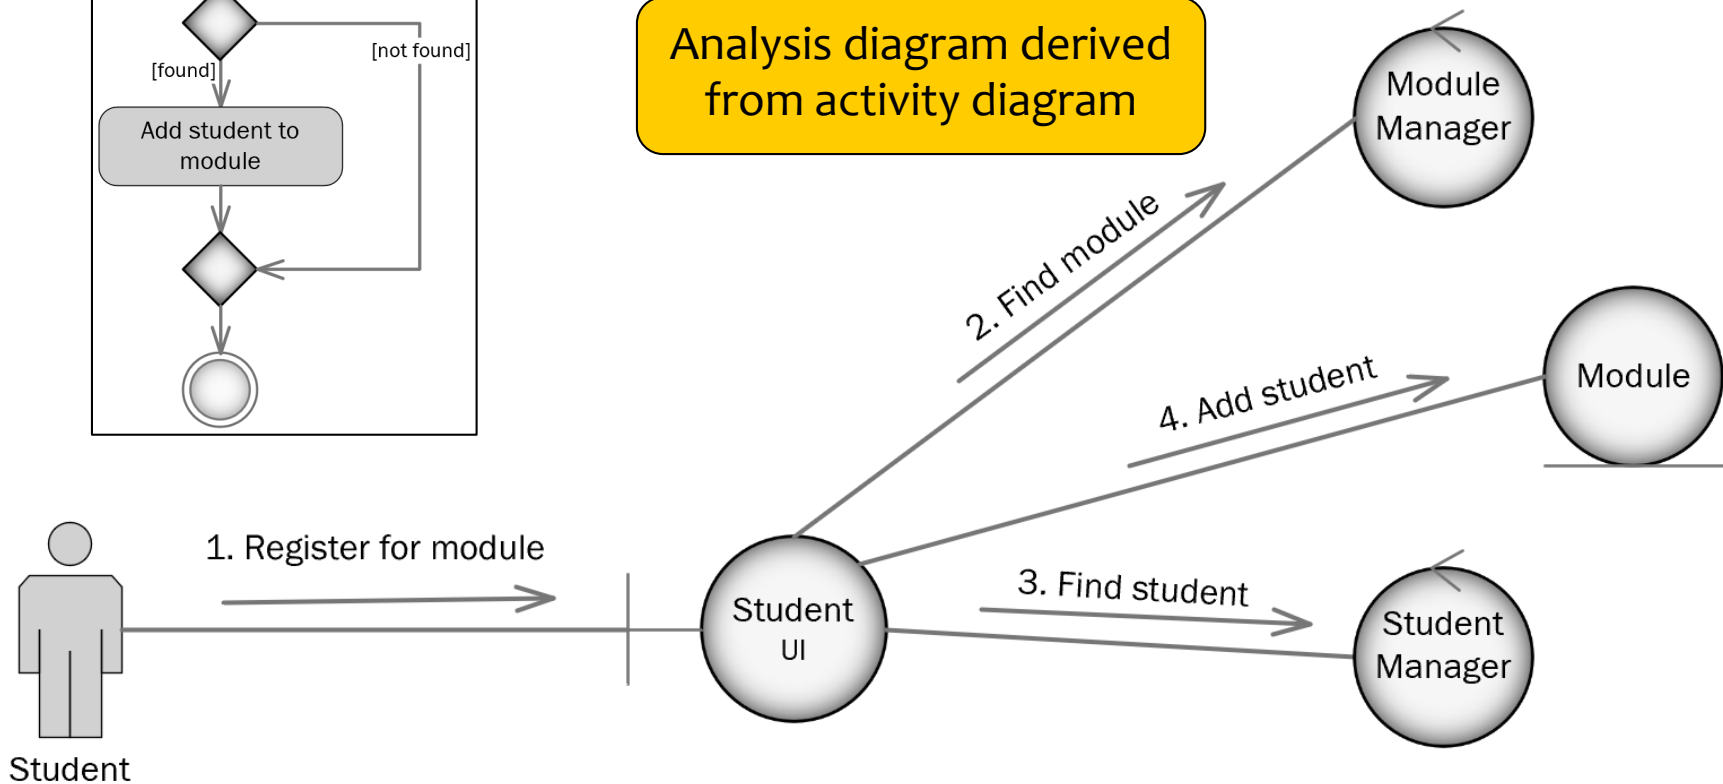 [not found]
[found]
Add student to
module
Analysis diagram derived
from activity diagram
Module
Manager
2. Find module
4. Add student
Module
1. Register for module
3. Find student
Student
UI
Student
Manager
Student